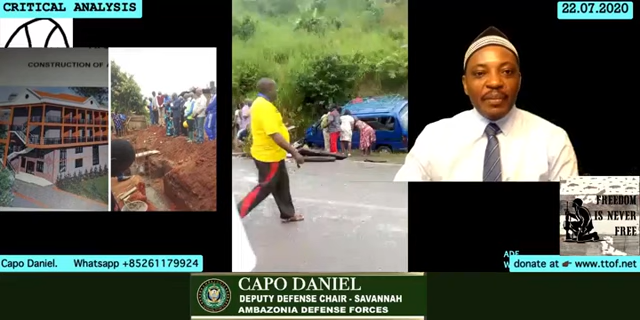 CRITICAL ANALYSIS
22.07.2020
CONSTRUCTION OF
FREEDOM
IS NEVER
FREE
Capo Daniel. Whatsapp +85261179924
donate at www.ttof.net
CAPO DANIEL
DEPUTY DEFENSE CHAIR - SAVANNAH
AMBAZONIA DEFENSE FORCES